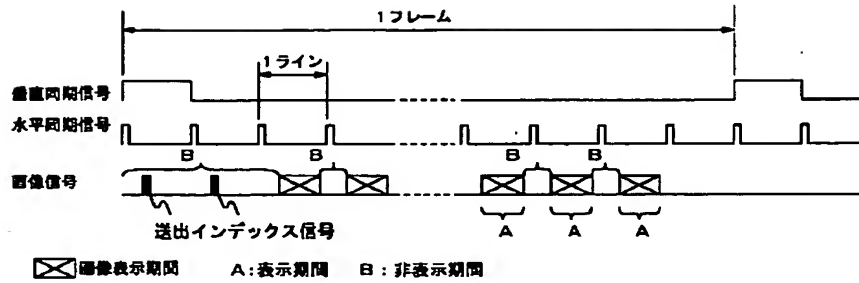 1フレーム
1ライン
垂直同期信号
水平同期信号
B
B
B
B
画像信号
送出インデックス信号
A
A
A
画像表示期間
A:表示期間
B:非表示期間